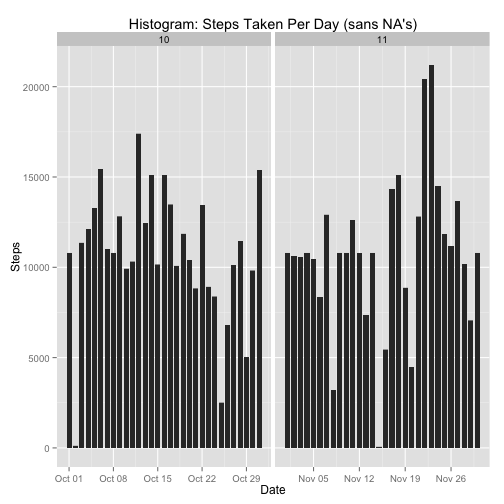 Histogram: Steps Taken Per Day (sans NA's)
10 11
20000
15000
Steps
10000
5000
0
Oct 01 Oct 08 Oct 15 Oct 22 Oct 29 Nov 05 Nov 12 Nov 19 Nov 26
Date